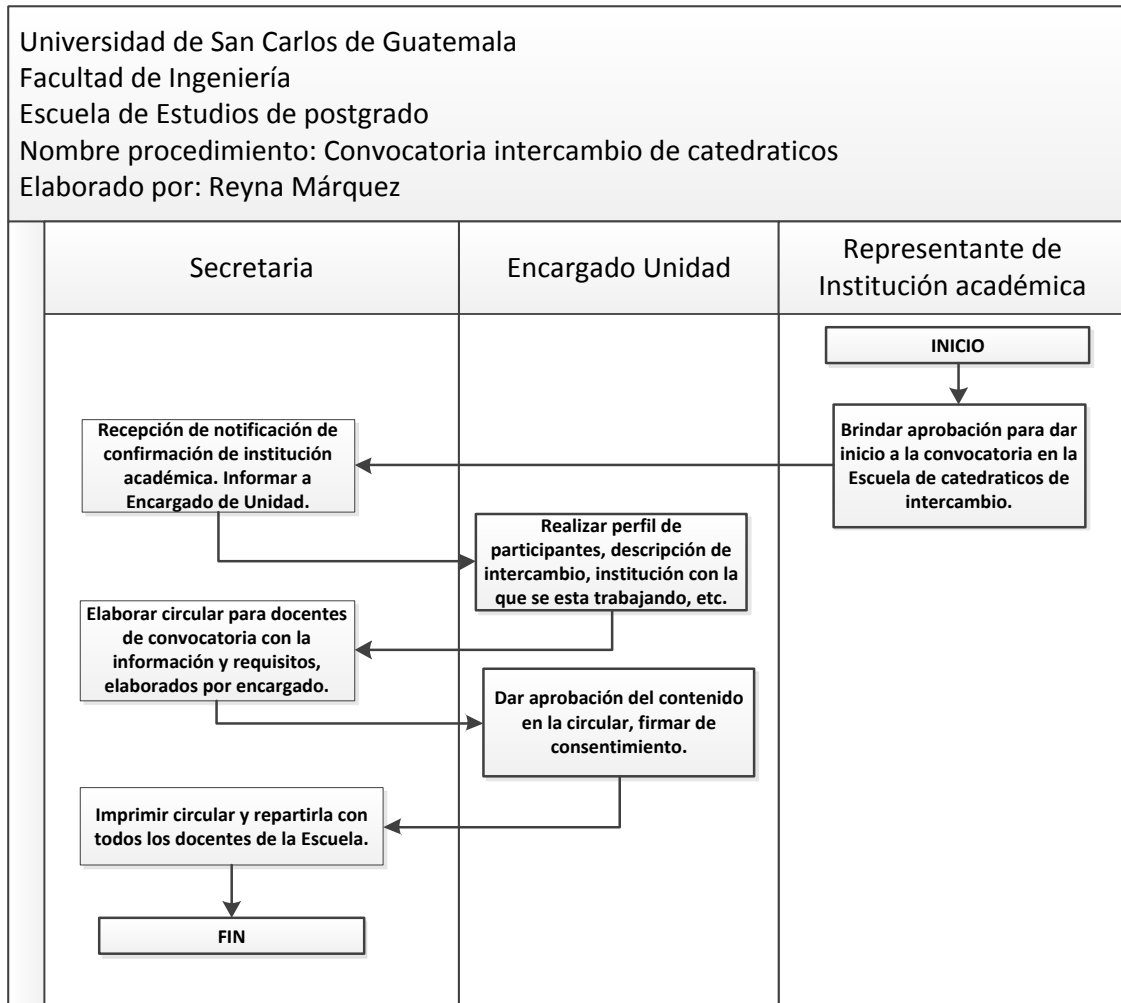 Universidad de San Carlos de Guatemala
Facultad de Ingeniería
Escuela de Estudios de postgrado
Nombre procedimiento: Convocatoria intercambio de catedraticos
Elaborado por: Reyna Márquez
Secretaria
Encargado Unidad
Representante de
Institución académica
INICIO
Brindar aprobación para dar
inicio a la convocatoria en la
Escuela de catedraticos de
intercambio.
Recepción de notificación de
confirmación de institución
académica. Informar a
Encargado de Unidad.
Realizar perfil de
participantes, descripción de
intercambio, institución con la
que se esta trabajando, etc.
Elaborar circular para docentes
de convocatoria con la
información y requisitos,
elaborados por encargado.
Dar aprobación del contenido
en la circular, firmar de
consentimiento.
Imprimir circular y repartirla con
todos los docentes de la Escuela.
FIN